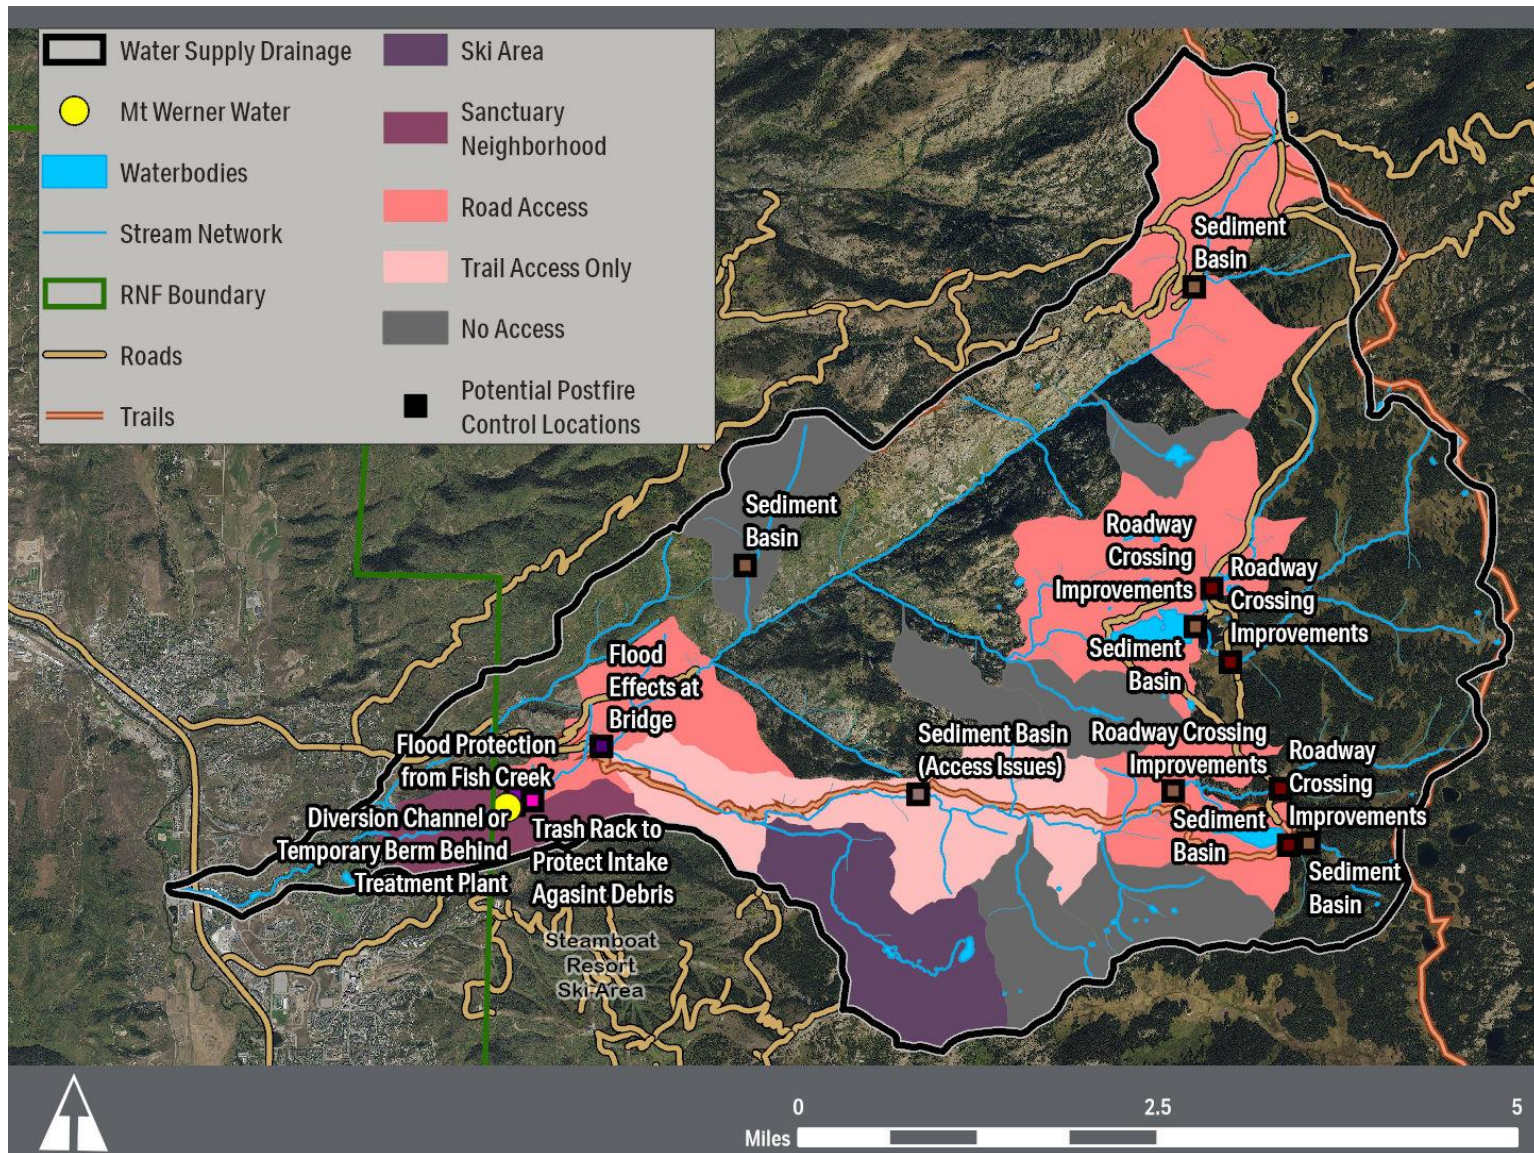 Water Supply Drainage
Mt Werner Water
Waterbodies
Stream Network
RNF Boundary
Roads
Trails
Ski Area
Sanctuary
Neighborhood
Road Access
Trail Access Only
No Access
Potential Postfire
Control Locations
Sediment
Basin
Sediment
Basin
Roadway
Crossing
Improvements
Roadway
Crossing
Improvements
Sediment
Basin
Flood
Effects at
Bridge
Sediment Basin
(Access Issues)
Roadway Crossing
Improvements
Roadway
Crossing
Improvements
Sediment
Basin
Sediment
Basin
Flood Protection
from Fish Creek
Diversion Channel or
Temporary Berm Behind
Treatment Plant
Trash Rack to
Protect Intake
Agasint Debris
Steamboat
Resort
Ski Area
0
2.5
5
Miles